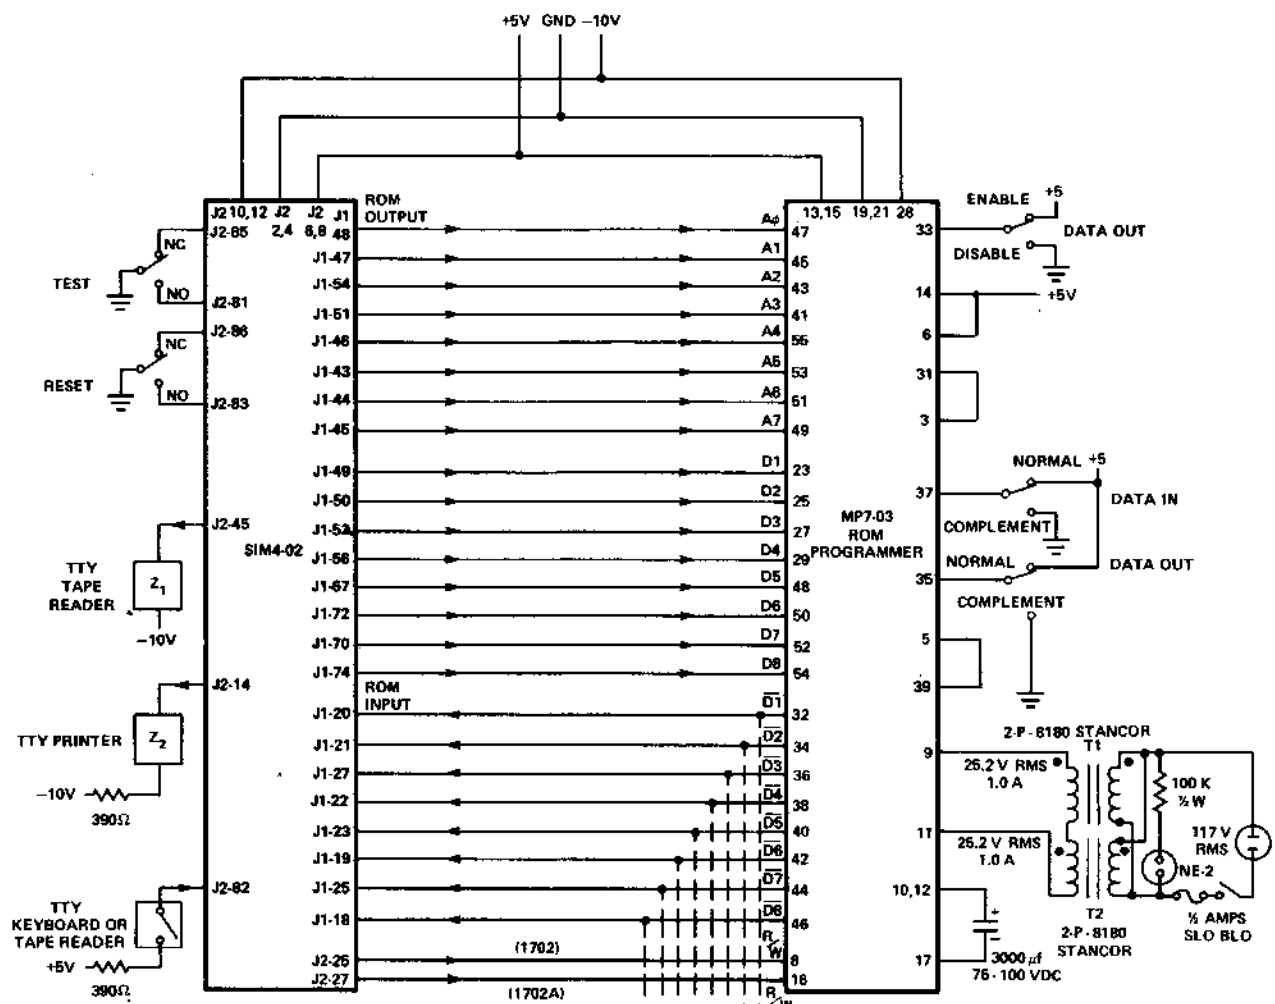 +5V GND −10V
J2 10,12 J2 J2 J1
2,4 6,8 48
ROM
OUTPUT
13,15 19,21 28
J2-85
NC
TEST
NO
J2-81
J2-86
NC
RESET
NO
J2-83
J2-45
TTY
TAPE
READER
Z1
−10V
J2-14
TTY PRINTER
Z2
−10V
390Ω
J2-82
TTY
KEYBOARD OR
TAPE READER
+5V
390Ω
SIM4-02
J1-47
J1-54
J1-51
J1-46
J1-43
J1-44
J1-45
J1-49
J1-50
J1-56
J1-67
J1-72
J1-70
J1-74
ROM
INPUT
J1-20
J1-21
J1-27
J1-22
J1-23
J1-19
J1-25
J1-18
J2-25
J2-27
(1702)
(1702A)
Aφ 47
A1 45
A2 43
A3 41
A4 55
A5 53
A6 51
A7 49
D1 23
D2 25
D3 27
D4 29
D5 48
D6 50
D7 52
D8 54
D̅1̅ 32
D̅2̅ 34
D̅3̅ 36
D̅4̅ 38
D̅5̅ 40
D̅6̅ 42
D̅7̅ 44
D̅8̅ 46
R/W 8
16
MP7-03
ROM
PROGRAMMER
33
ENABLE +5
DATA OUT
DISABLE
14
+5V
6
31
3
NORMAL +5
37
DATA IN
COMPLEMENT
NORMAL
DATA OUT
35
COMPLEMENT
5
39
2-P-8180 STANCOR
T1
9
25.2 V RMS
1.0 A
100 K
½ W
11
25.2 V RMS
1.0 A
117 V
RMS
NE-2
10,12
T2
2-P-8180
STANCOR
½ AMPS
SLO BLO
+
−
3000 μf
75-100 VDC
17